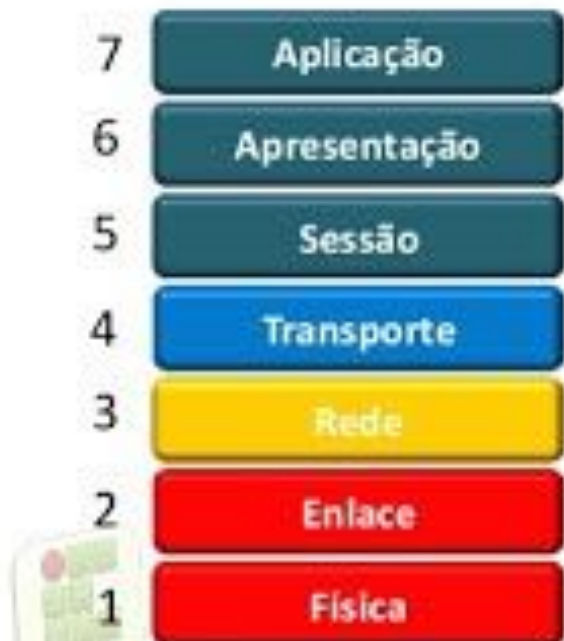 7 Aplicação
6 Apresentação
5 Sessão
4 Transporte
3 Rede
2 Enlace
1 Física